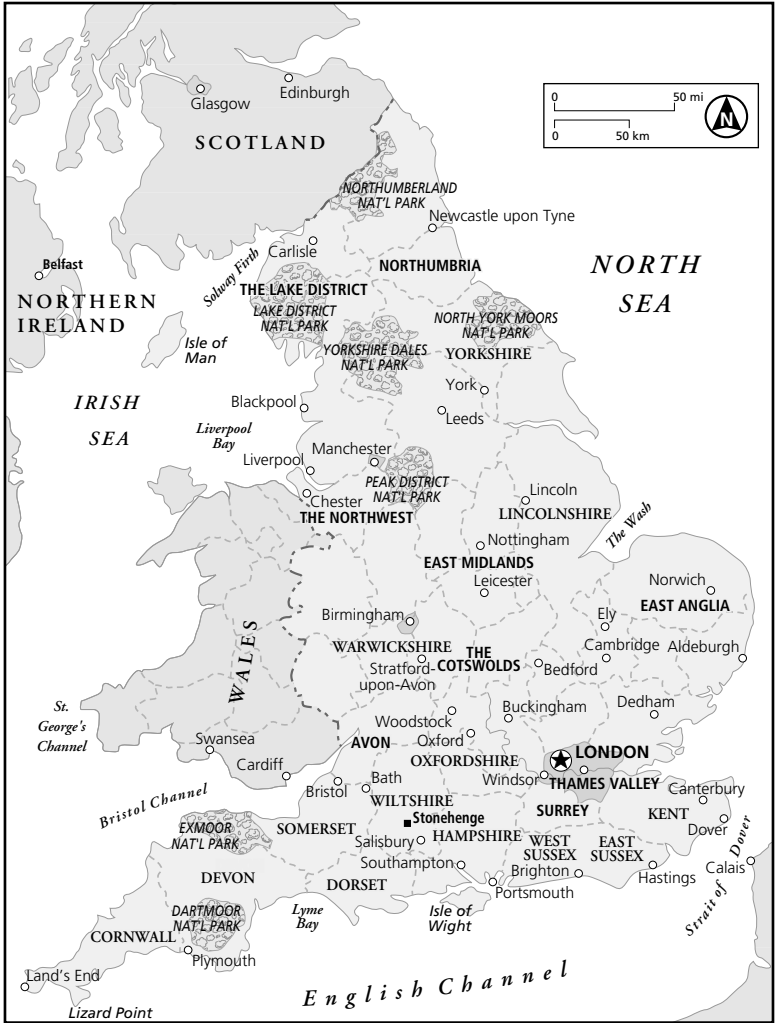 0 50 mi
0 50 km
N
Glasgow
Edinburgh
SCOTLAND
NORTHUMBERLAND
NAT'L PARK
Newcastle upon Tyne
Carlisle
Solway Firth
Belfast
NORTHERN
IRELAND
NORTHUMBRIA
NORTH
SEA
THE LAKE DISTRICT
LAKE DISTRICT
NAT'L PARK
Isle of
Man
NORTH YORK MOORS
NAT'L PARK
YORKSHIRE DALES
NAT'L PARK
YORKSHIRE
York
Leeds
IRISH
SEA
Blackpool
Liverpool
Bay
Liverpool
Manchester
PEAK DISTRICT
NAT'L PARK
Chester
THE NORTHWEST
Lincoln
LINCOLNSHIRE
The Wash
Nottingham
EAST MIDLANDS
Leicester
Norwich
EAST ANGLIA
Birmingham
Ely
WARWICKSHIRE
Stratford-
upon-Avon
THE
COTSWOLDS
Cambridge
Aldeburgh
Bedford
WALES
St.
George's
Channel
Swansea
Cardiff
Woodstock
Oxford
Buckingham
Dedham
AVON
OXFORDSHIRE
LONDON
Windsor
THAMES VALLEY
Bristol Channel
Bristol
Bath
WILTSHIRE
Stonehenge
SURREY
KENT
Canterbury
Dover
EXMOOR
NAT'L PARK
SOMERSET
Salisbury
HAMPSHIRE
WEST
SUSSEX
EAST
SUSSEX
Southampton
Brighton
Hastings
Calais
Strait of Dover
DEVON
DORSET
Portsmouth
Lyme
Bay
Isle of
Wight
DARTMOOR
NAT'L PARK
CORNWALL
Plymouth
Land's End
Lizard Point
English Channel